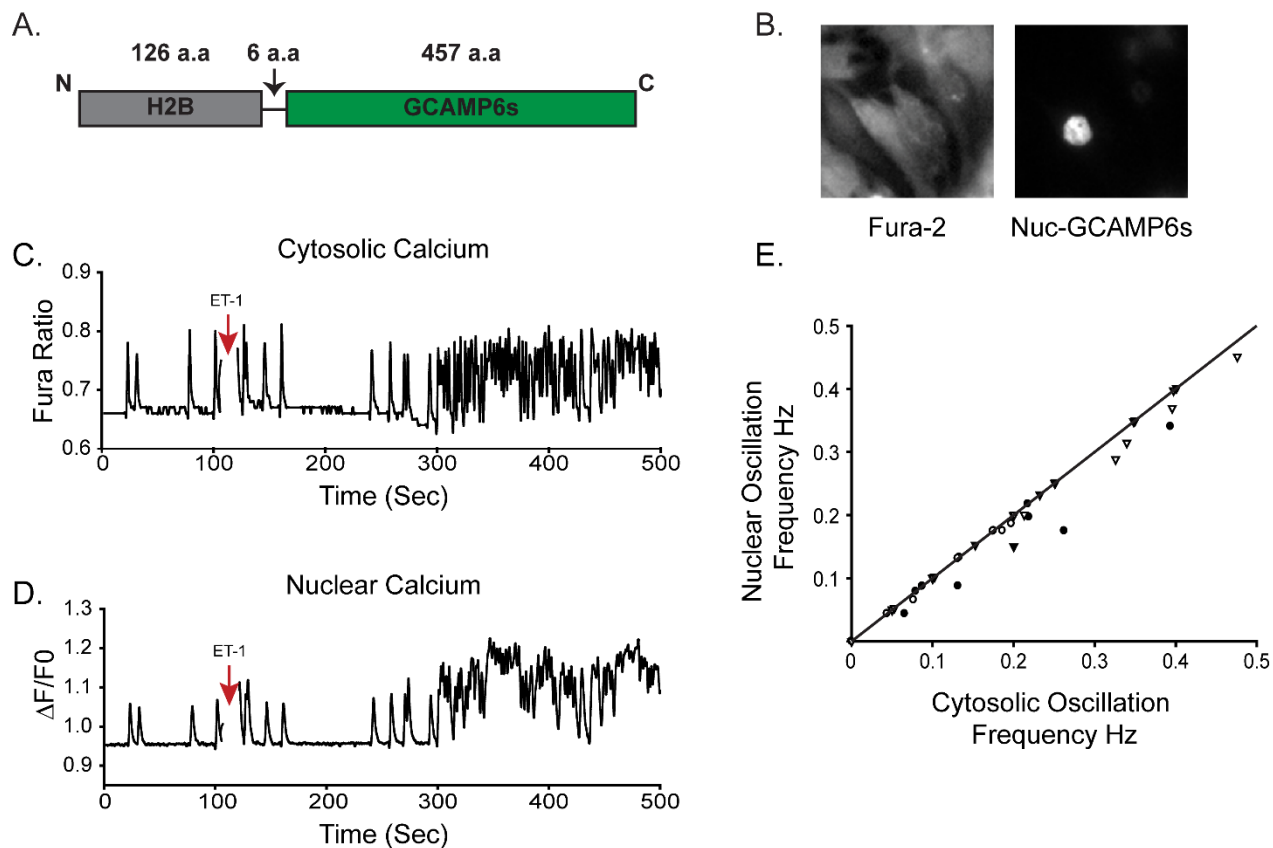 A.
126 a.a 6 a.a 457 a.a
N C
H2B GCAMP6s
B.
Fura-2 Nuc-GCAMP6s
C.
Cytosolic Calcium
0.9
0.8
0.7
0.6
Fura Ratio
ET-1
0 100 200 300 400 500
Time (Sec)
D.
Nuclear Calcium
1.3
1.2
1.1
1.0
0.9
ΔF/F0
ET-1
0 100 200 300 400 500
Time (Sec)
E.
0.5
0.4
0.3
0.2
0.1
Nuclear Oscillation
Frequency Hz
0 0.1 0.2 0.3 0.4 0.5
Cytosolic Oscillation
Frequency Hz